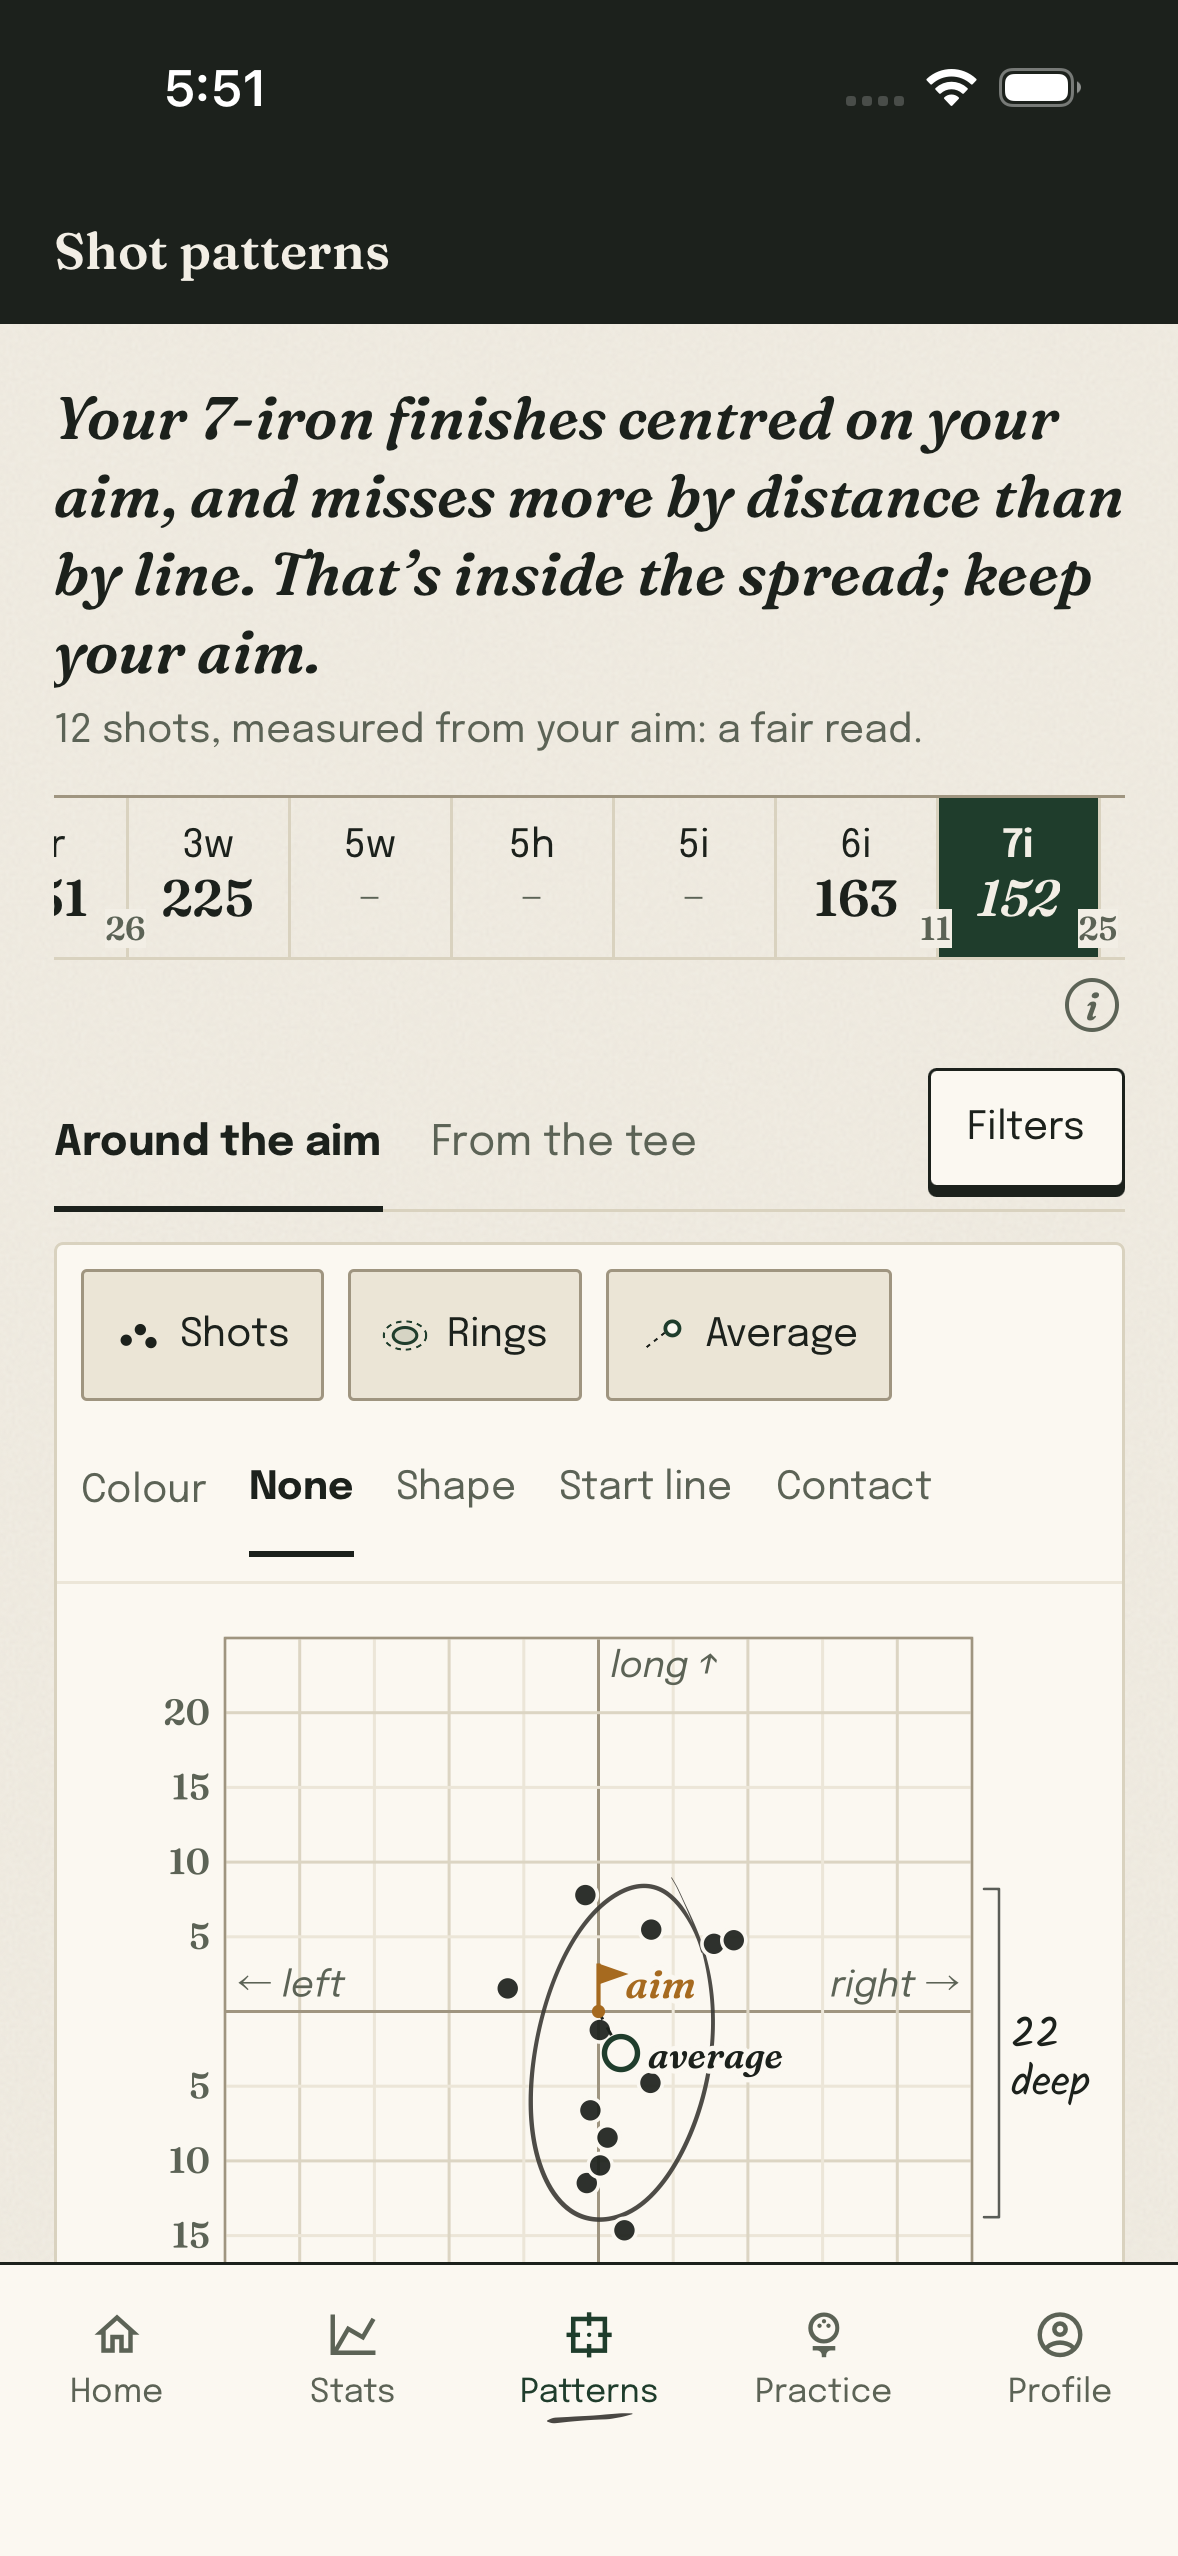 5:51
Shot patterns
Your 7-iron finishes centred on your
aim, and misses more by distance than
by line. That’s inside the spread; keep
your aim.
12 shots, measured from your aim: a fair read.
3w 5w 5h 5i 6i 7i
225 – – – 163 152
26 11 25
i
Around the aim From the tee Filters
Shots Rings Average
Colour None Shape Start line Contact
long ↑
20
15
10
5
← left aim right →
22
deep
average
5
10
15
Home Stats Patterns Practice Profile